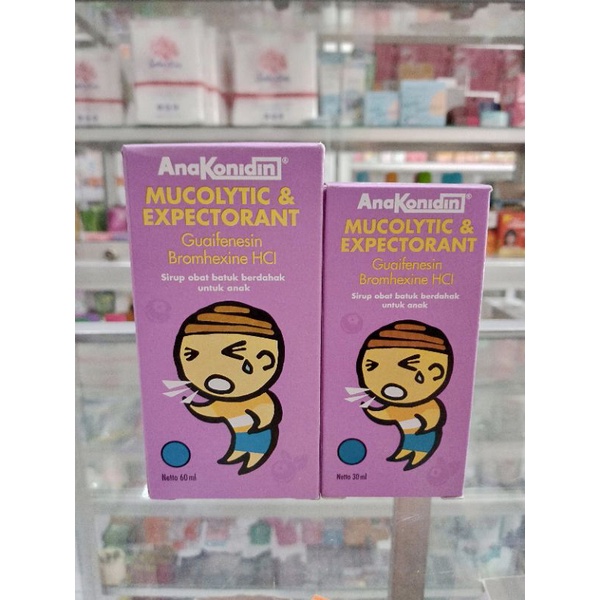 AnaKonidin®
MUCOLYTIC &
EXPECTORANT
Guaifenesin
Bromhexine HCl
Sirup obat batuk berdahak
untuk anak
Netto 60 ml
AnaKonidin®
MUCOLYTIC &
EXPECTORANT
Guaifenesin
Bromhexine HCl
Sirup obat batuk berdahak
untuk anak
Netto 30 ml